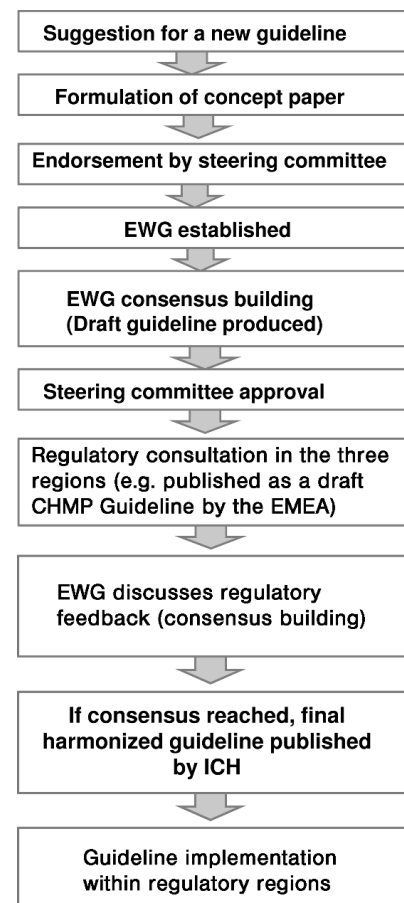 Suggestion for a new guideline
Formulation of concept paper
Endorsement by steering committee
EWG established
EWG consensus building
(Draft guideline produced)
Steering committee approval
Regulatory consultation in the three
regions (e.g. published as a draft
CHMP Guideline by the EMEA)
EWG discusses regulatory
feedback (consensus building)
If consensus reached, final
harmonized guideline published
by ICH
Guideline implementation
within regulatory regions